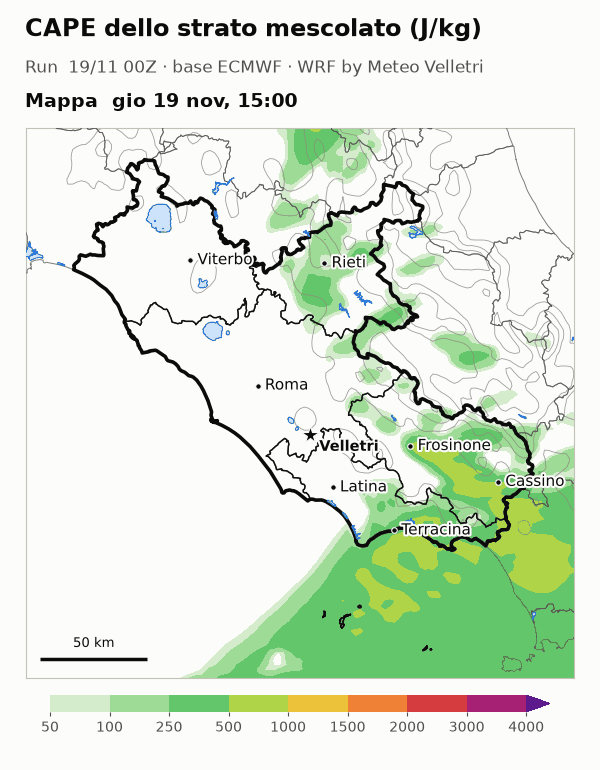 CAPE dello strato mescolato (J/kg)
Run  19/11 00Z · base ECMWF · WRF by Meteo Velletri
Mappa  gio 19 nov, 15:00
Viterbo
Rieti
Roma
Velletri
Frosinone
Latina
Cassino
Terracina
50 km
50 100 250 500 1000 1500 2000 3000 4000